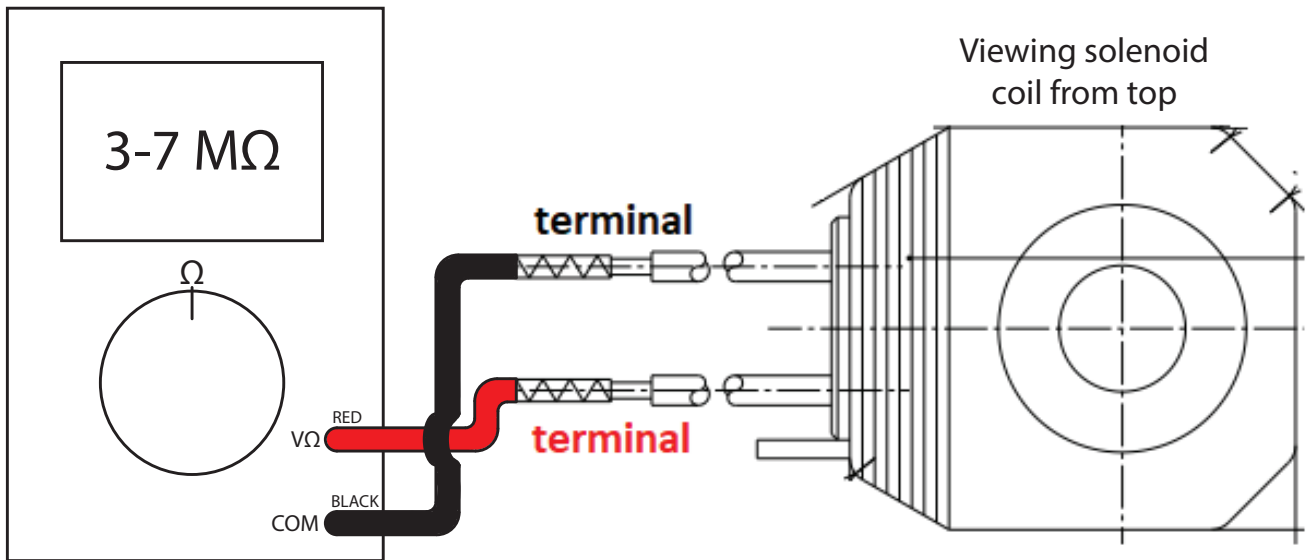 Viewing solenoid
coil from top
3-7 MΩ
terminal
Ω
RED
VΩ
terminal
BLACK
COM